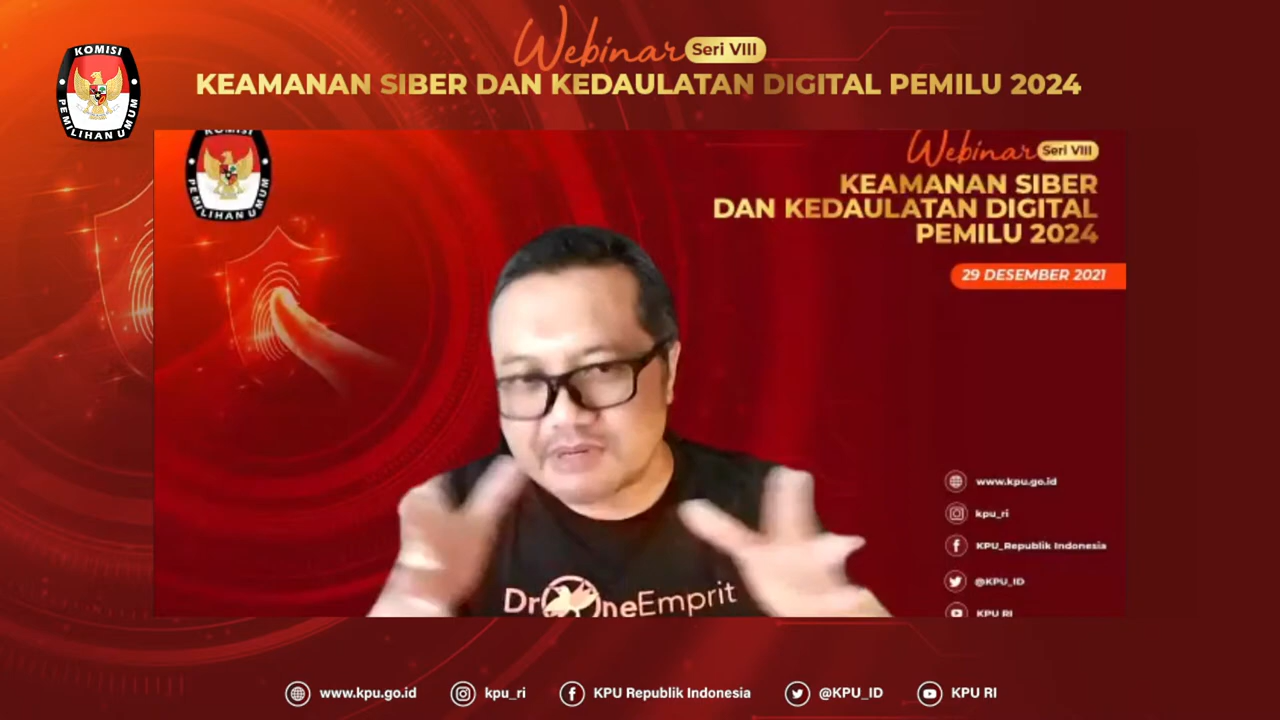 Webinar Seri VIII
KEAMANAN SIBER DAN KEDAULATAN DIGITAL PEMILU 2024
KOMISI
PEMILIHAN UMUM
KOMISI
PEMILIHAN UMUM
Webinar Seri VIII
KEAMANAN SIBER
DAN KEDAULATAN DIGITAL
PEMILU 2024
29 DESEMBER 2021
www.kpu.go.id
kpu_ri
KPU_Republik Indonesia
@KPU_ID
KPU RI
DrOneEmprit
www.kpu.go.id
kpu_ri
KPU Republik Indonesia
@KPU_ID
KPU RI